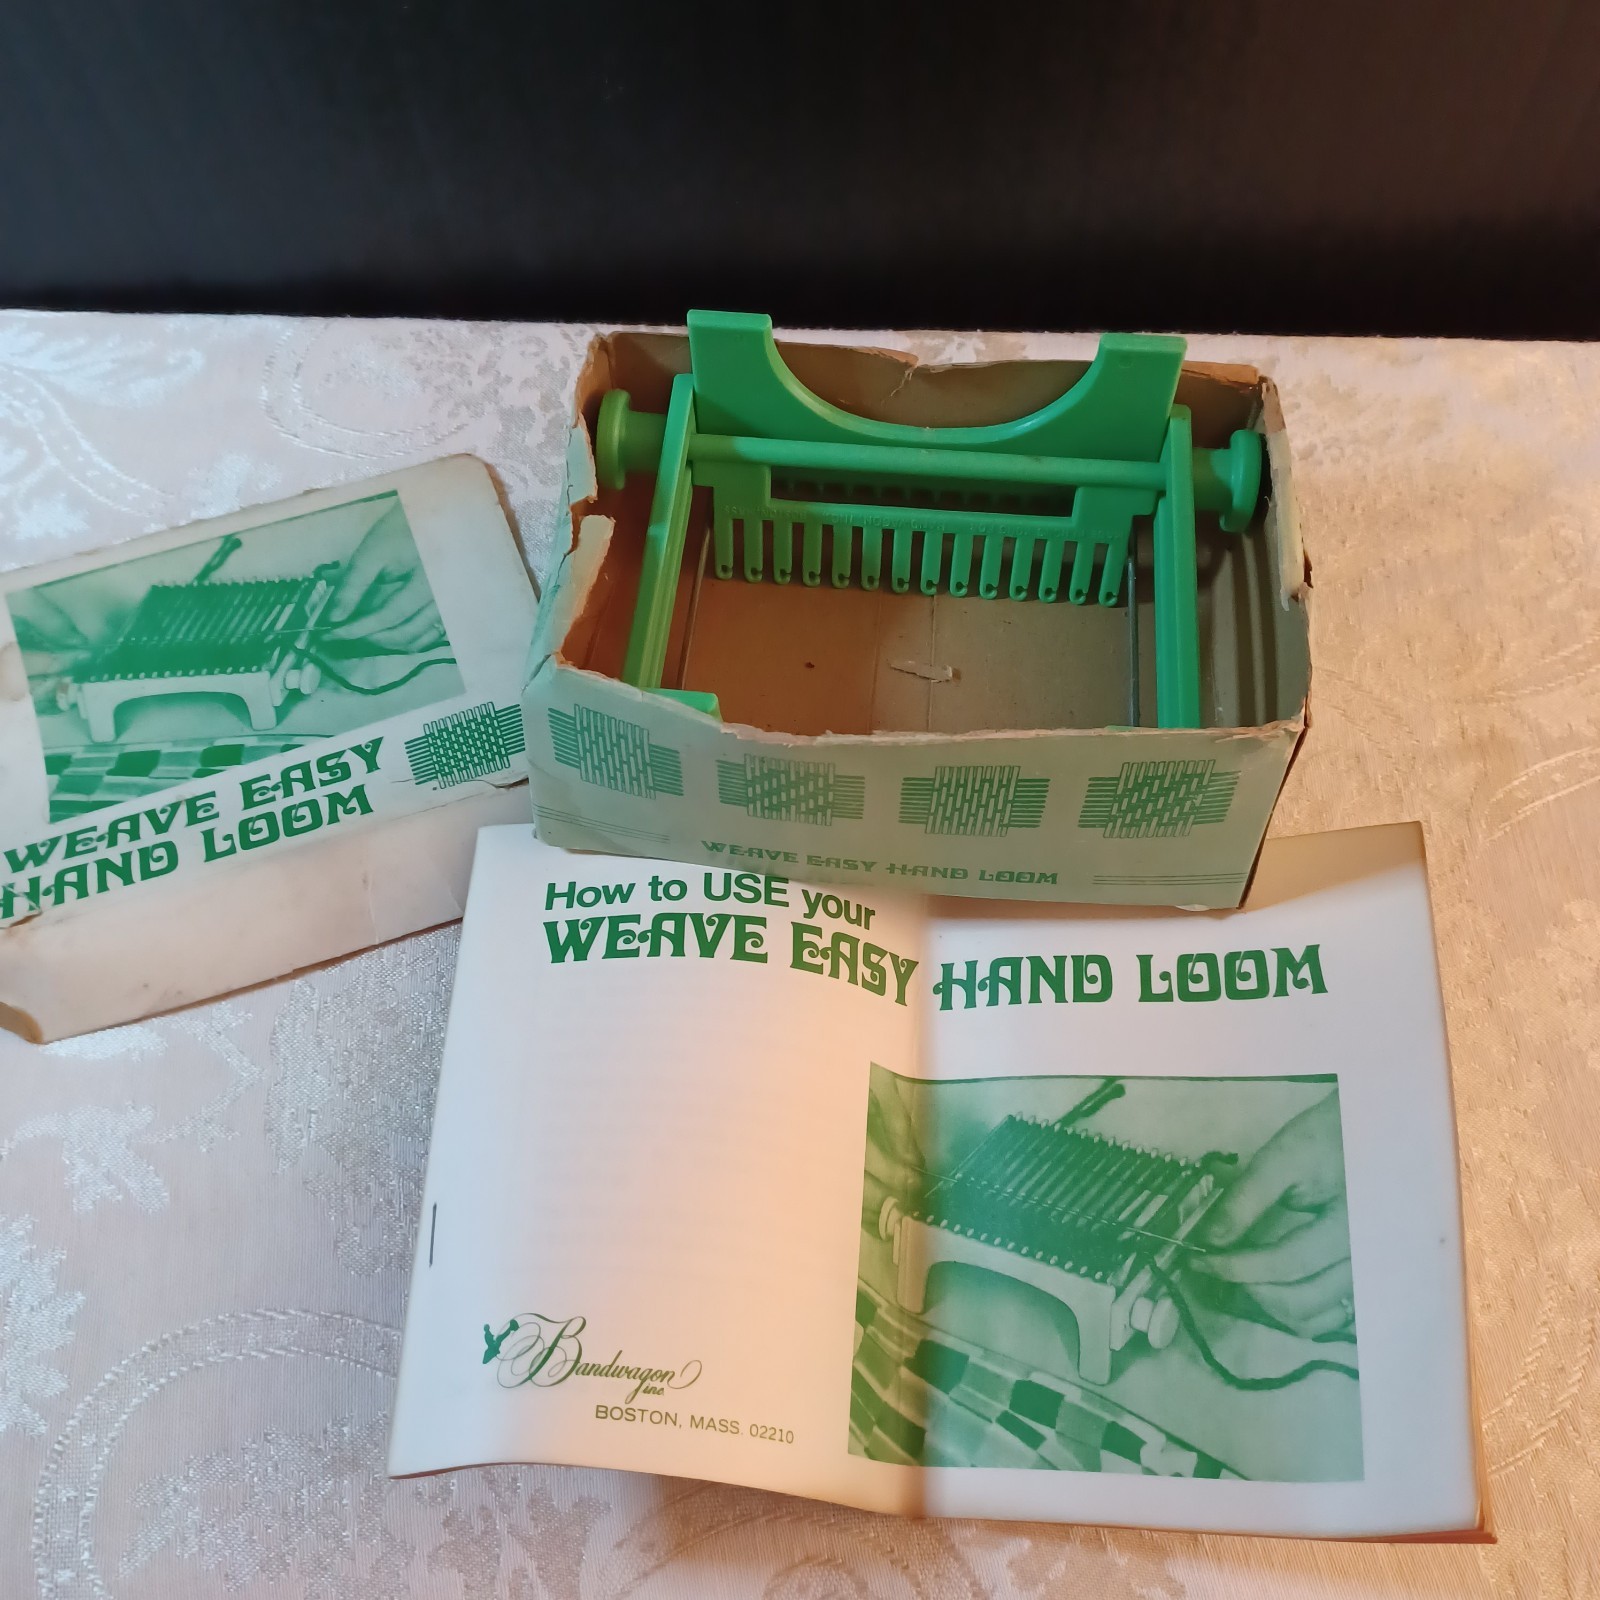 WEAVE EASY
HAND LOOM
WEAVE EASY HAND LOOM
How to USE your
WEAVE EASY HAND LOOM
Bandwagon
inc.
BOSTON, MASS. 02210